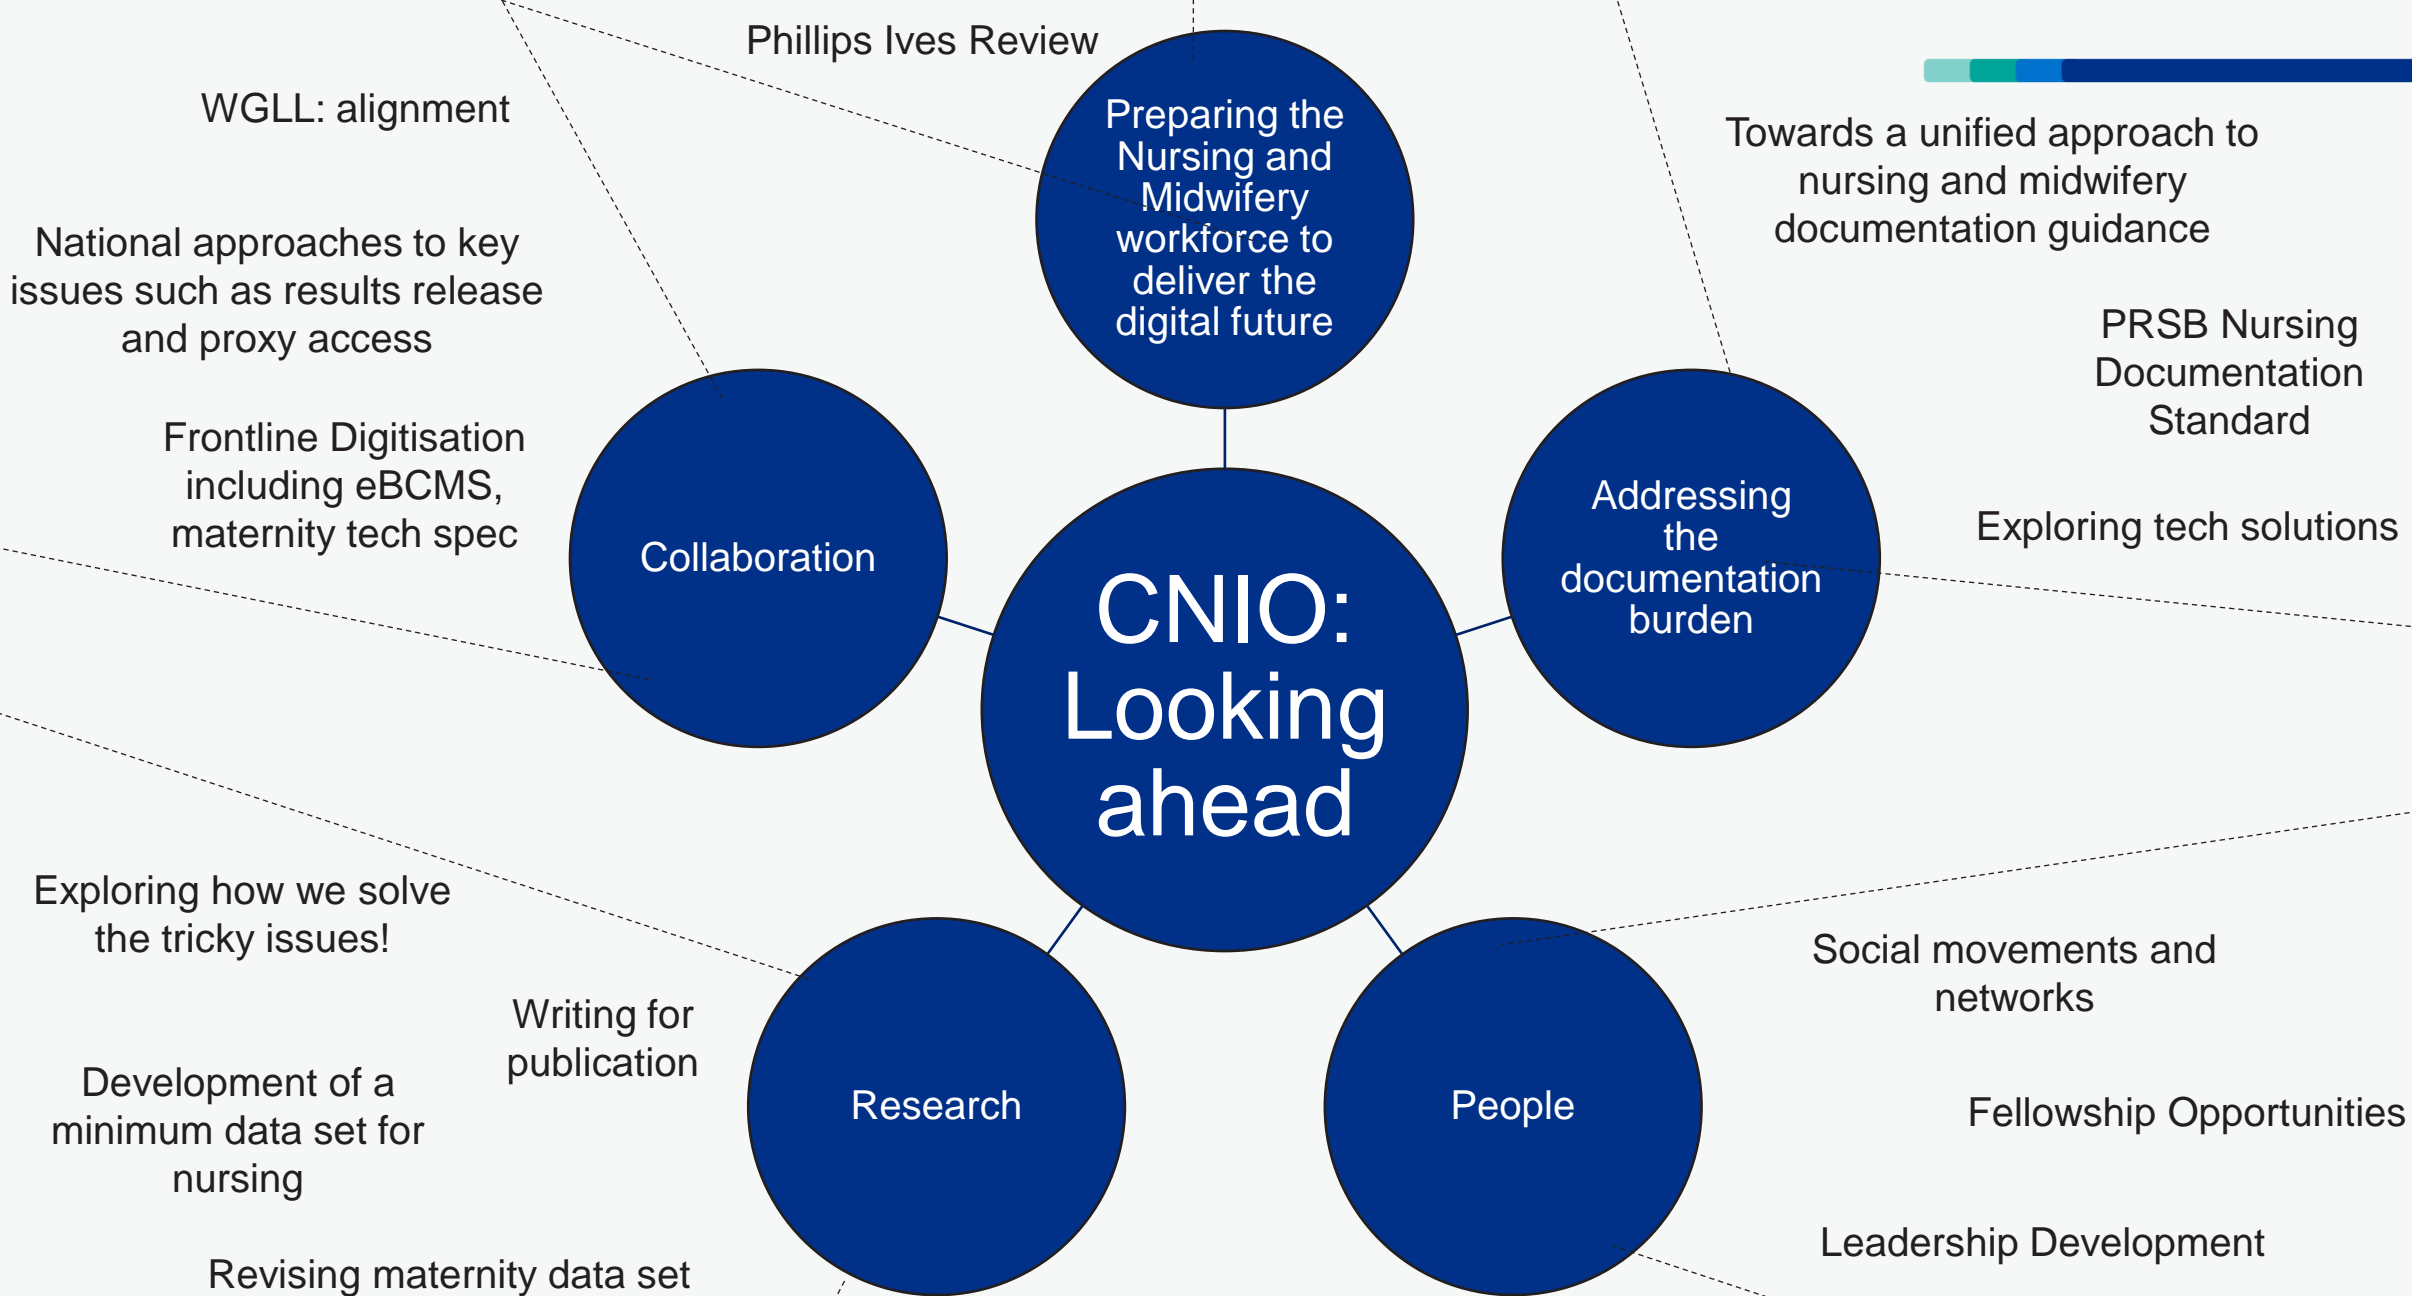 Phillips Ives Review
WGLL: alignment
National approaches to key
issues such as results release
and proxy access
Frontline Digitisation
including eBCMS,
maternity tech spec
Preparing the
Nursing and
Midwifery
workforce to
deliver the
digital future
Towards a unified approach to
nursing and midwifery
documentation guidance
PRSB Nursing
Documentation
Standard
Exploring tech solutions
Collaboration
Addressing
the
documentation
burden
CNIO:
Looking
ahead
Exploring how we solve
the tricky issues!
Writing for
publication
Development of a
minimum data set for
nursing
Revising maternity data set
Research
People
Social movements and
networks
Fellowship Opportunities
Leadership Development